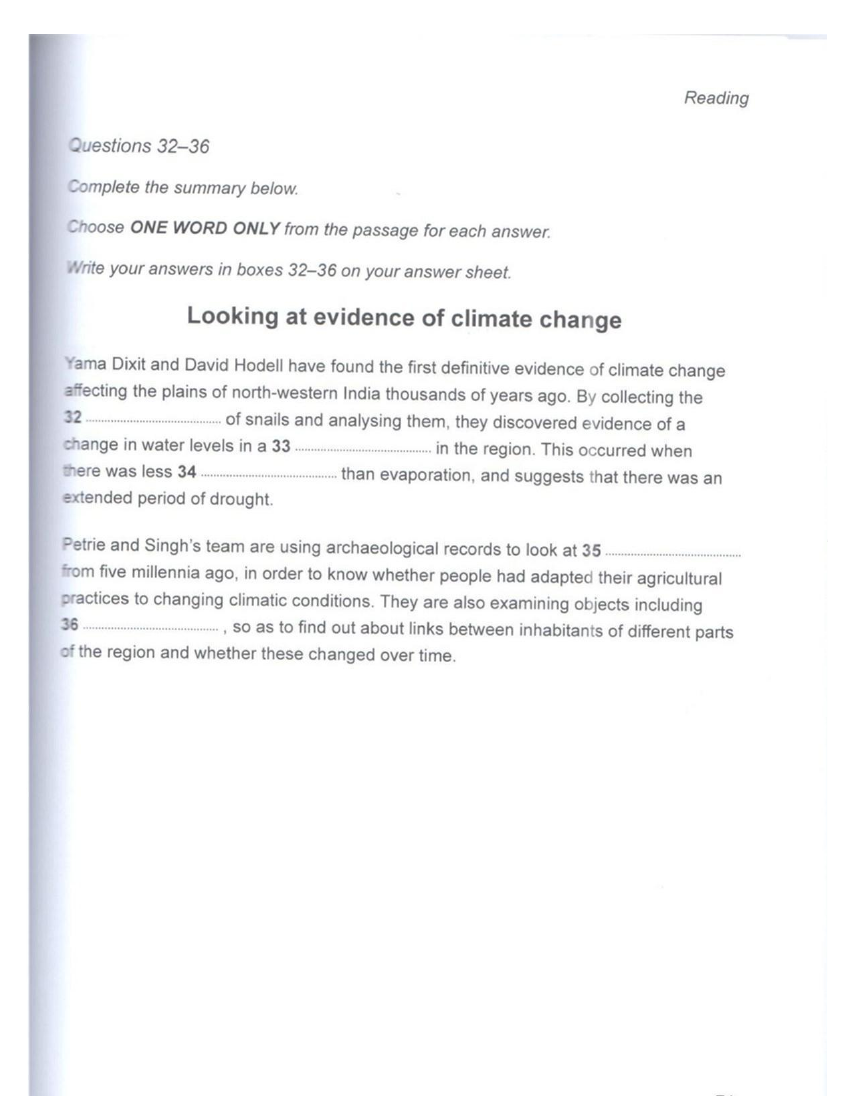 Reading
Questions 32–36
Complete the summary below.
Choose ONE WORD ONLY from the passage for each answer.
Write your answers in boxes 32–36 on your answer sheet.
Looking at evidence of climate change
Yama Dixit and David Hodell have found the first definitive evidence of climate change
affecting the plains of north-western India thousands of years ago. By collecting the
32 ........................................ of snails and analysing them, they discovered evidence of a
change in water levels in a 33 ........................................ in the region. This occurred when
there was less 34 ........................................ than evaporation, and suggests that there was an
extended period of drought.
Petrie and Singh's team are using archaeological records to look at 35 ........................................
from five millennia ago, in order to know whether people had adapted their agricultural
practices to changing climatic conditions. They are also examining objects including
36 ........................................ , so as to find out about links between inhabitants of different parts
of the region and whether these changed over time.